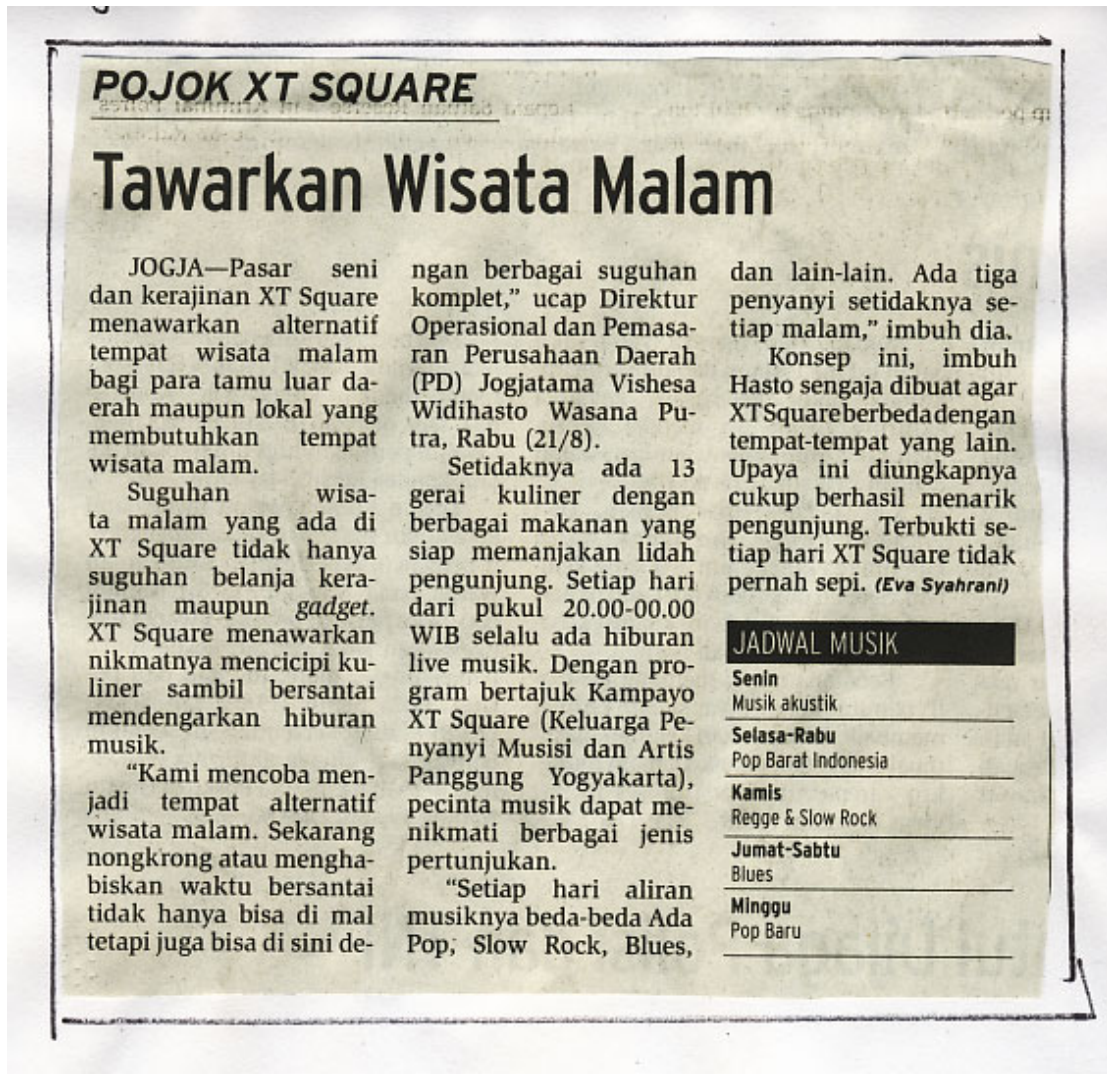 POJOK XT SQUARE
Tawarkan Wisata Malam
JOGJA—Pasar seni
dan kerajinan XT Square
menawarkan alternatif
tempat wisata malam
bagi para tamu luar da-
erah maupun lokal yang
membutuhkan tempat
wisata malam.
Suguhan wisa-
ta malam yang ada di
XT Square tidak hanya
suguhan belanja kera-
jinan maupun gadget.
XT Square menawarkan
nikmatnya mencicipi ku-
liner sambil bersantai
mendengarkan hiburan
musik.
“Kami mencoba men-
jadi tempat alternatif
wisata malam. Sekarang
nongkrong atau mengha-
biskan waktu bersantai
tidak hanya bisa di mal
tetapi juga bisa di sini de-
ngan berbagai suguhan
komplet,” ucap Direktur
Operasional dan Pemasa-
ran Perusahaan Daerah
(PD) Jogjatama Vishesa
Widihasto Wasana Pu-
tra, Rabu (21/8).
Setidaknya ada 13
gerai kuliner dengan
berbagai makanan yang
siap memanjakan lidah
pengunjung. Setiap hari
dari pukul 20.00-00.00
WIB selalu ada hiburan
live musik. Dengan pro-
gram bertajuk Kampayo
XT Square (Keluarga Pe-
nyanyi Musisi dan Artis
Panggung Yogyakarta),
pecinta musik dapat me-
nikmati berbagai jenis
pertunjukan.
“Setiap hari aliran
musiknya beda-beda Ada
Pop, Slow Rock, Blues,
dan lain-lain. Ada tiga
penyanyi setidaknya se-
tiap malam,” imbuh dia.
Konsep ini, imbuh
Hasto sengaja dibuat agar
XT Square berbeda dengan
tempat-tempat yang lain.
Upaya ini diungkapnya
cukup berhasil menarik
pengunjung. Terbukti se-
tiap hari XT Square tidak
pernah sepi. (Eva Syahrani)
JADWAL MUSIK
Senin
Musik akustik
Selasa-Rabu
Pop Barat Indonesia
Kamis
Regge & Slow Rock
Jumat-Sabtu
Blues
Minggu
Pop Baru